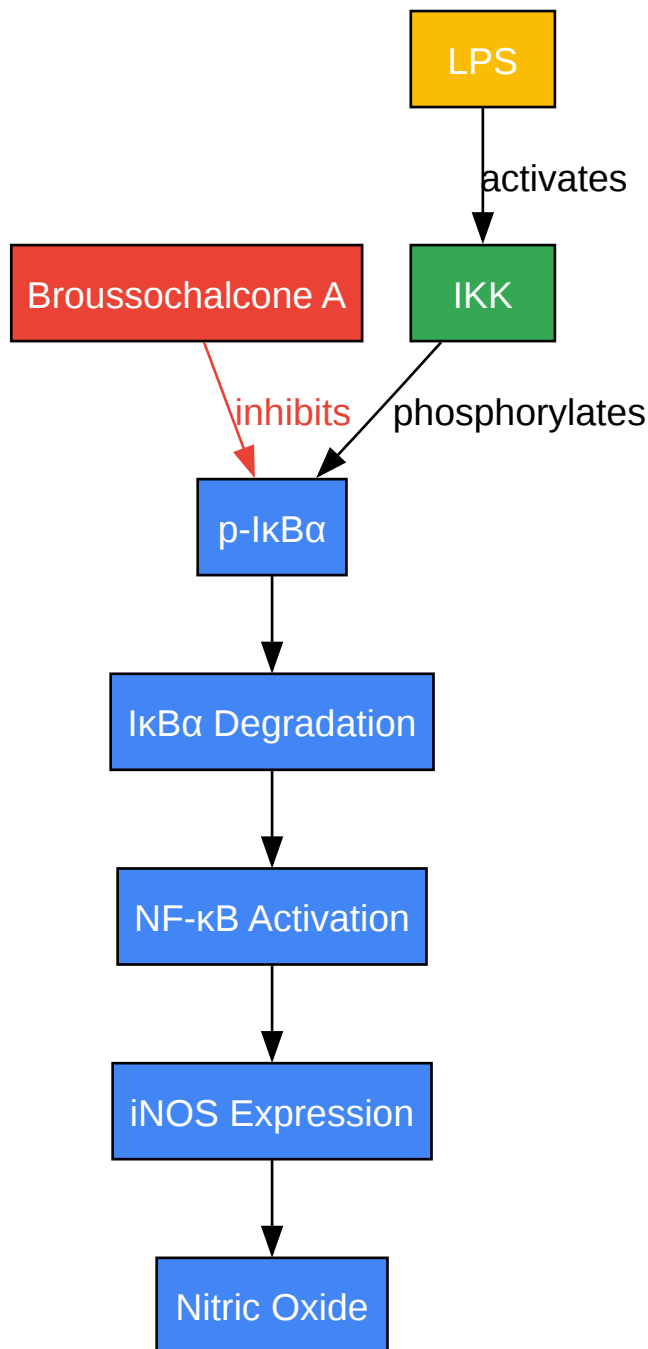 LPS
activates
Broussochalcone A
IKK
inhibits
phosphorylates
p-IκBα
IκBα Degradation
NF-κB Activation
iNOS Expression
Nitric Oxide